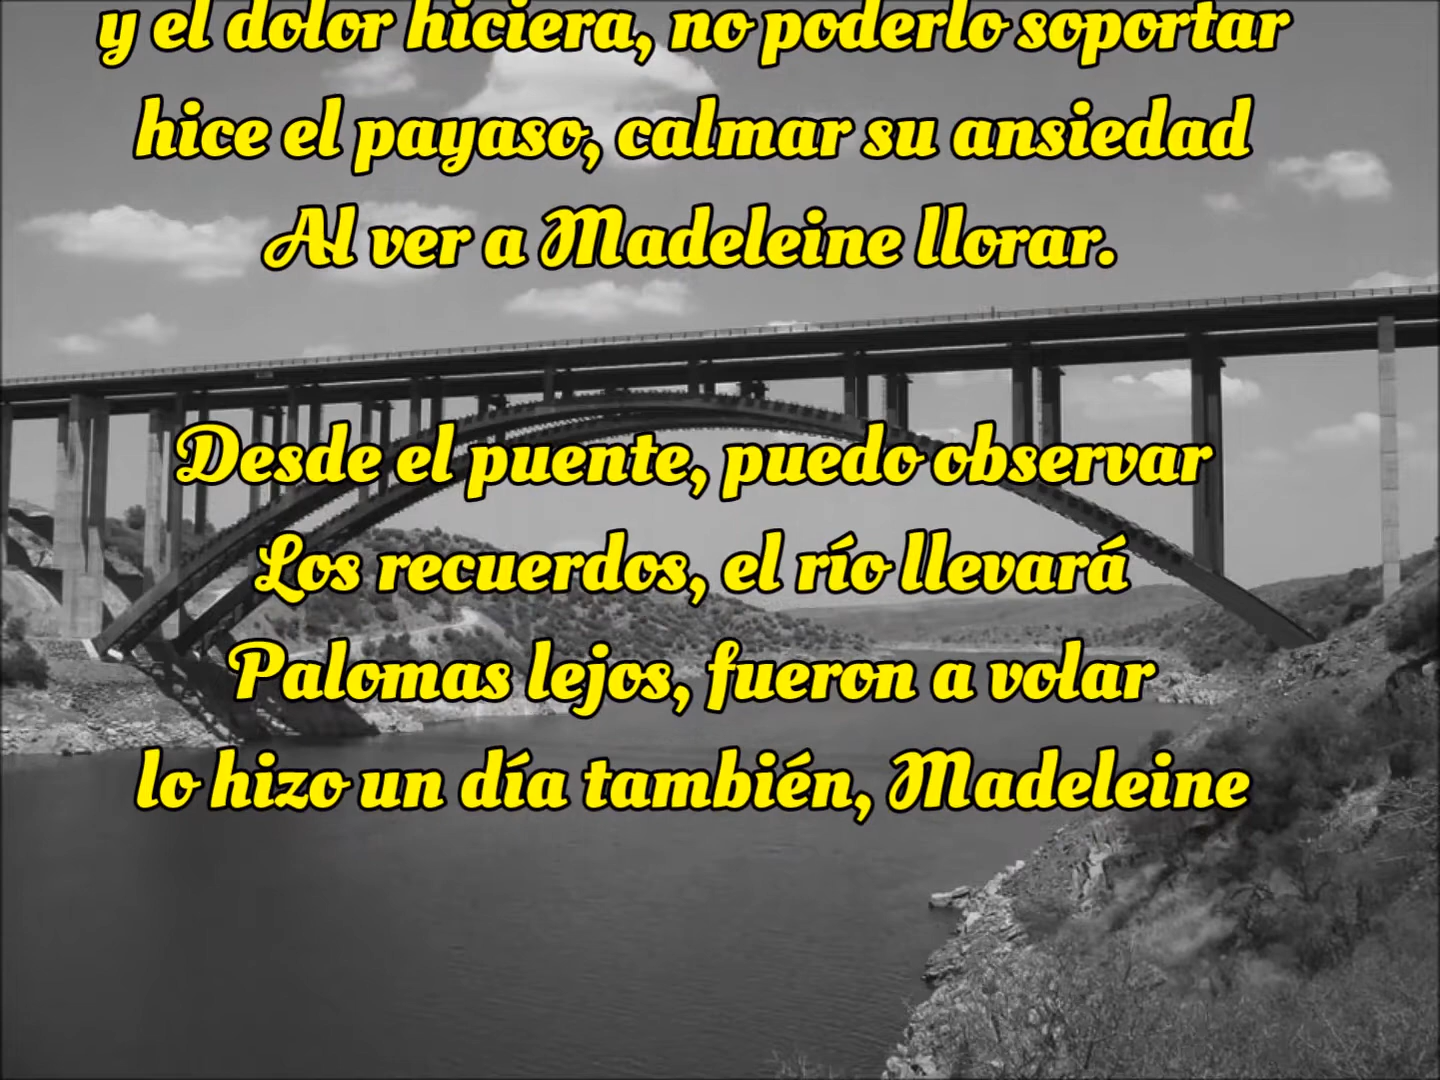 y el dolor hiciera, no poderlo soportar
hice el payaso, calmar su ansiedad
Al ver a Madeleine llorar.
Desde el puente, puedo observar
Los recuerdos, el río llevará
Palomas lejos, fueron a volar
lo hizo un día también, Madeleine